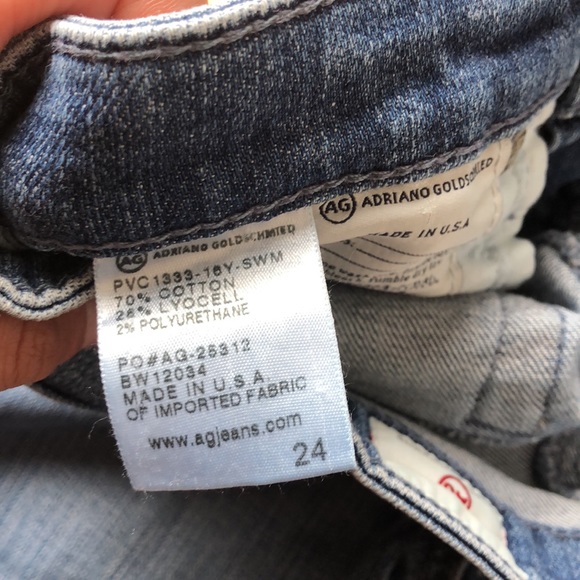 AG ADRIANO GOLDSCHMIED
MADE IN U.S.A
AG ADRIANO GOLDSCHMIED
PVC1333-18Y-SWM
70% COTTON
28% LYOCELL
2% POLYURETHANE
PO#AG-25312
BW12034
MADE IN U.S.A.
OF IMPORTED FABRIC
www.agjeans.com
24